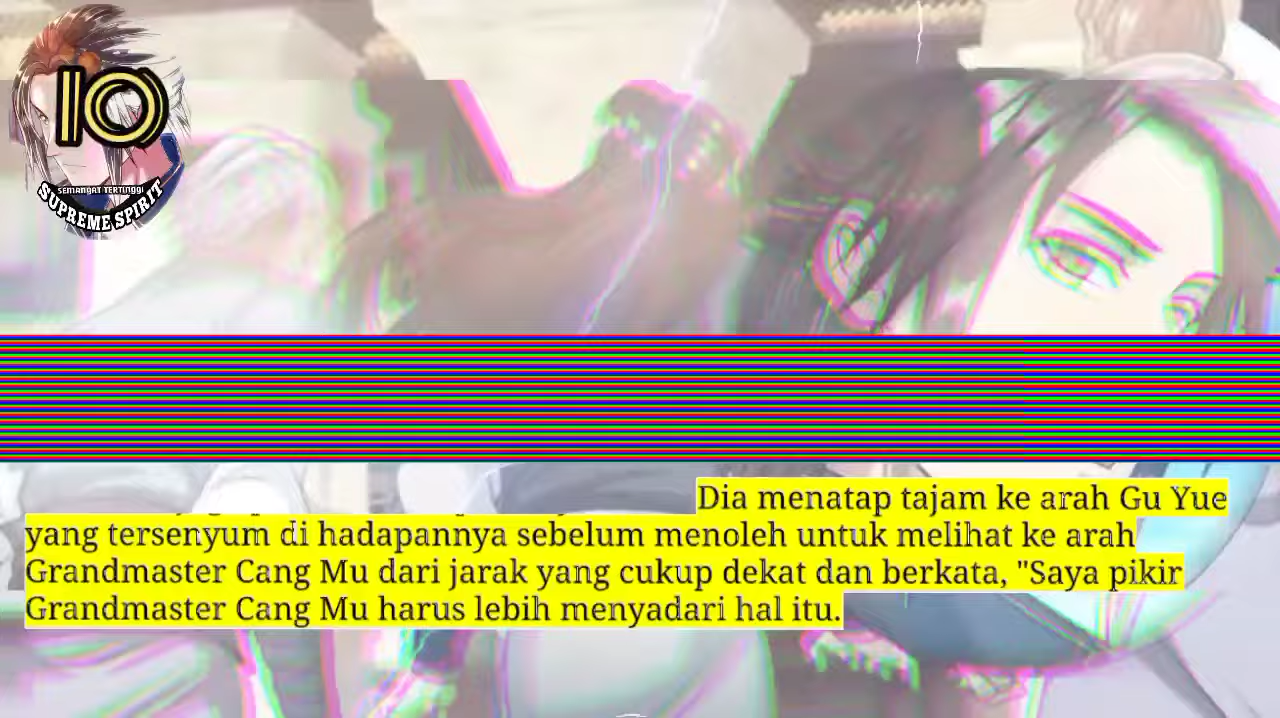 IO
SEMANGAT TERTINGGI
SUPREME SPIRIT
Dia menatap tajam ke arah Gu Yue
yang tersenyum di hadapannya sebelum menoleh untuk melihat ke arah
Grandmaster Cang Mu dari jarak yang cukup dekat dan berkata, "Saya pikir
Grandmaster Cang Mu harus lebih menyadari hal itu.